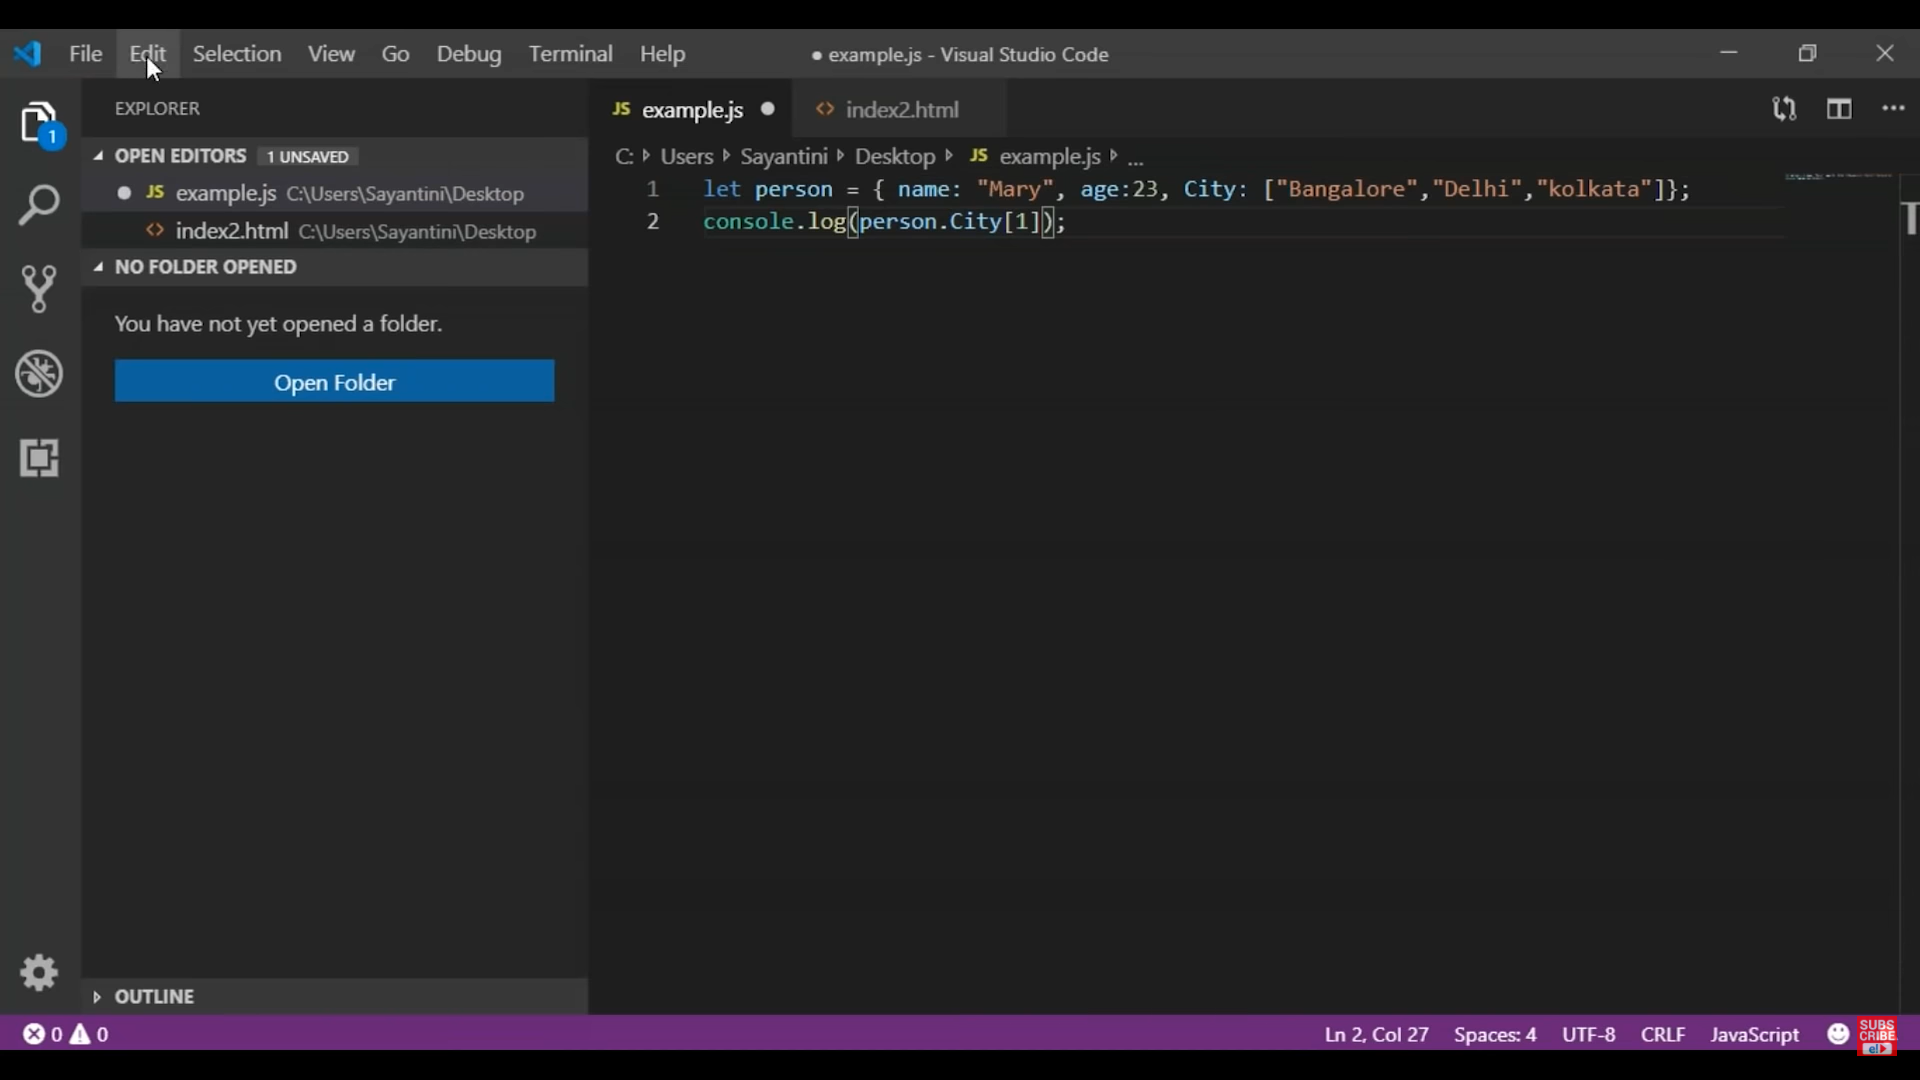 File Edit Selection View Go Debug Terminal Help ● example.js - Visual Studio Code
EXPLORER
1
OPEN EDITORS 1 UNSAVED
● JS example.js C:\Users\Sayantini\Desktop
<> index2.html C:\Users\Sayantini\Desktop
NO FOLDER OPENED
You have not yet opened a folder.
Open Folder
OUTLINE
JS example.js ● <> index2.html
C: Users Sayantini Desktop JS example.js ...
1 let person = { name: "Mary", age:23, City: ["Bangalore","Delhi","kolkata"]};
2 console.log(person.City[1]);
T
0 0 Ln 2, Col 27 Spaces: 4 UTF-8 CRLF JavaScript
SUBS
CRIBE
e!